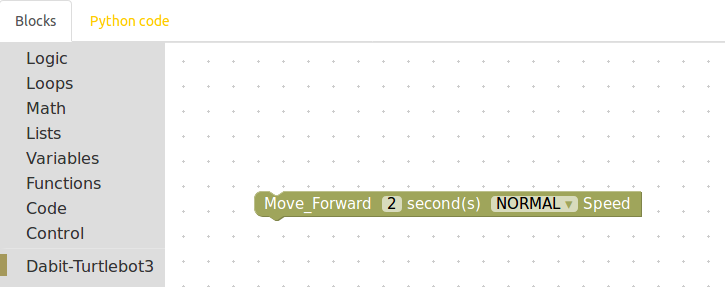 Blocks
Python code
Logic
Loops
Math
Lists
Variables
Functions
Code
Control
Dabit-Turtlebot3
Move_Forward 2 second(s) NORMAL Speed